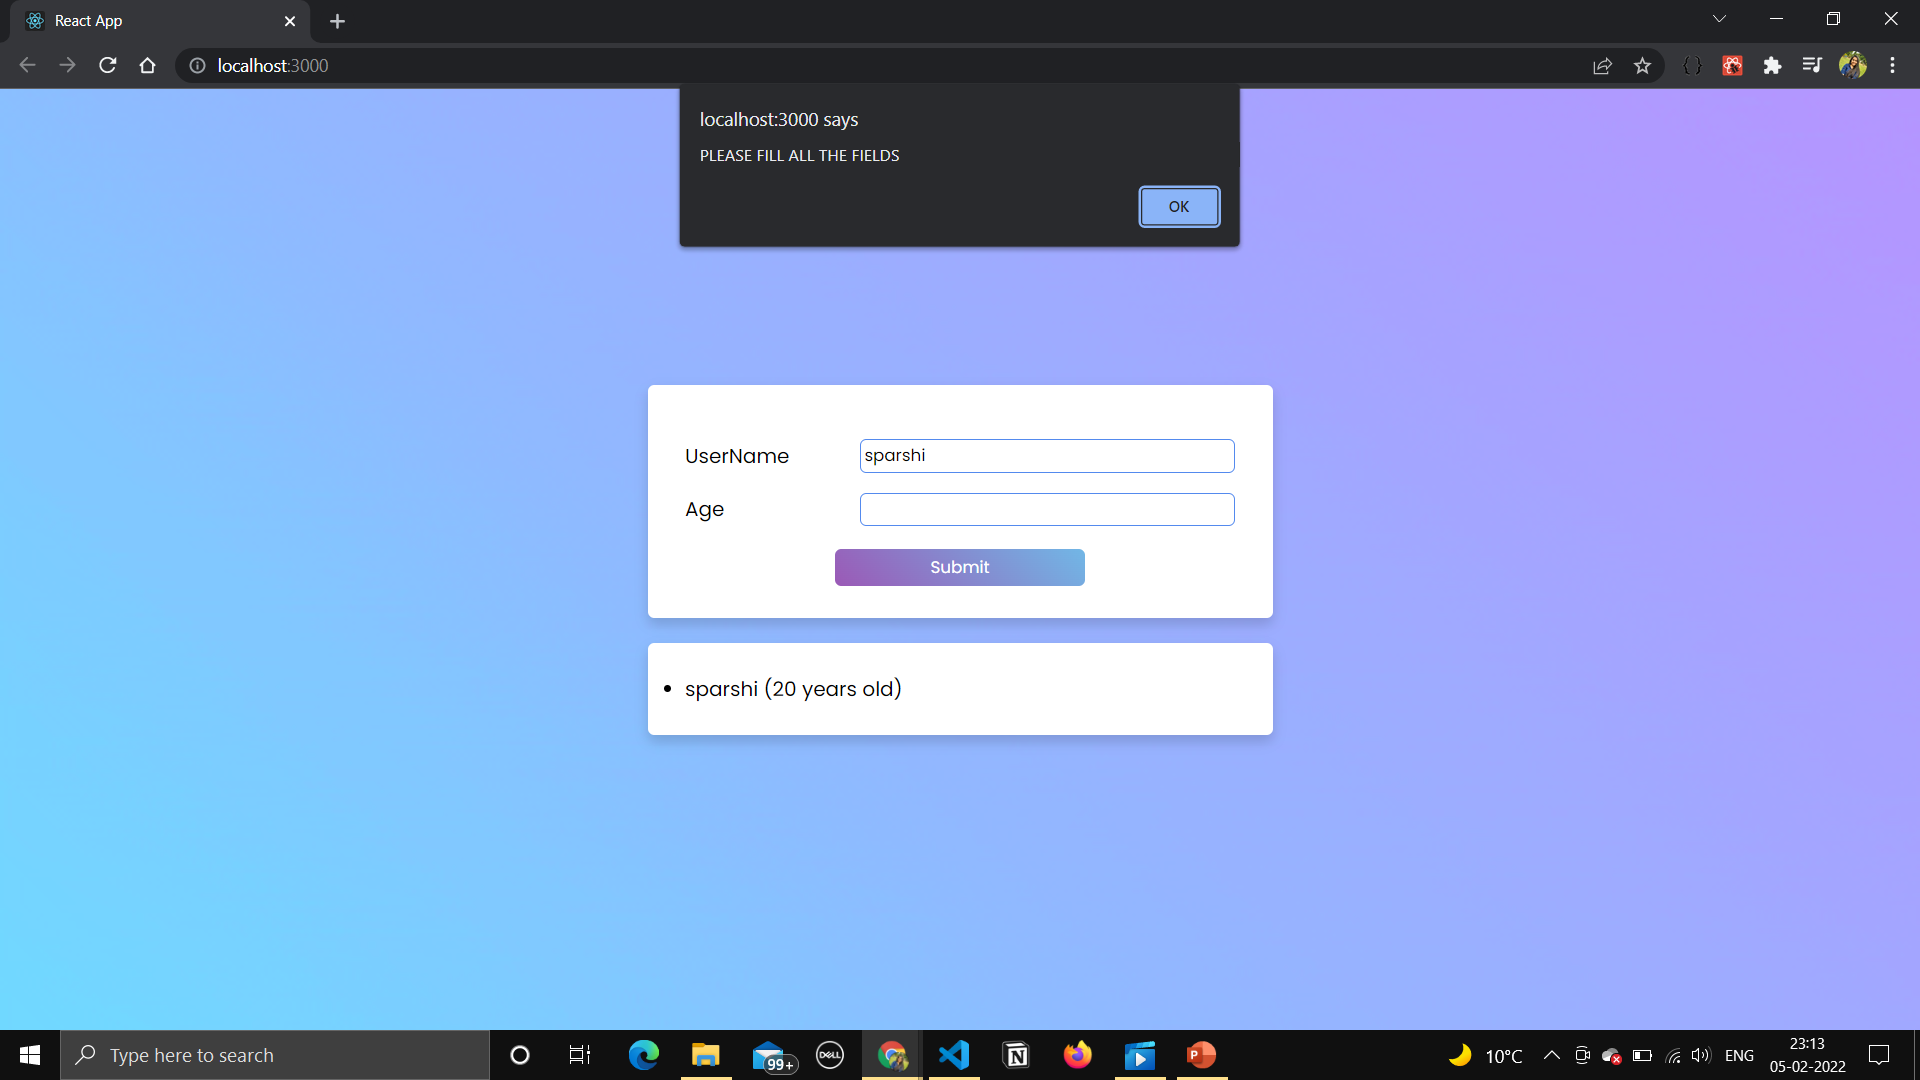 React App
localhost:3000
localhost:3000 says
PLEASE FILL ALL THE FIELDS
OK
UserName
sparshi
Age
Submit
sparshi (20 years old)
Type here to search
99+
DELL
10°C
ENG
23:13
05-02-2022